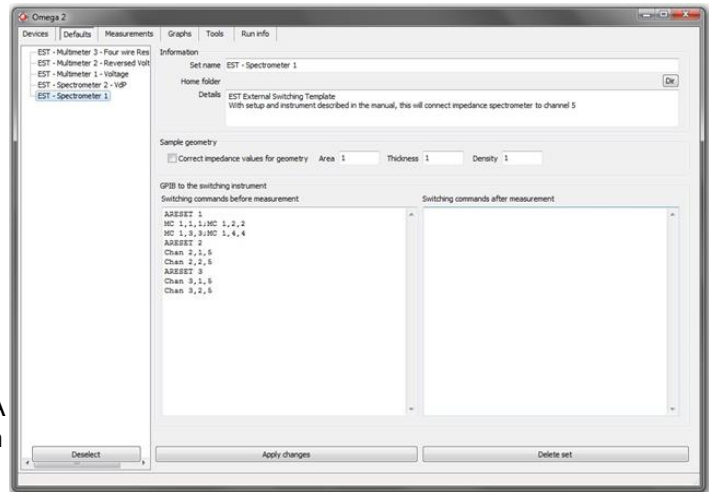 Omega 2
Devices Defaults Measurements Graphs Tools Run info
EST - Multimeter 3 - Four wire Res
EST - Multimeter 2 - Reversed Volt
EST - Multimeter 1 - Voltage
EST - Spectrometer 2 - VdP
EST - Spectrometer 1
Information
Set name EST - Spectrometer 1
Home folder Dir
Details EST External Switching Template
With setup and instrument described in the manual, this will connect impedance spectrometer to channel 5
Sample geometry
Correct impedance values for geometry Area 1 Thickness 1 Density 1
GPIB to the switching instrument
Switching commands before measurement
ARESET 1
MC 1,1,1;MC 1,2,2
MC 1,3,3;MC 1,4,4
ARESET 2
Chan 2,1,5
Chan 2,2,5
ARESET 3
Chan 3,1,5
Chan 3,2,5
Switching commands after measurement
A
Deselect Apply changes Delete set